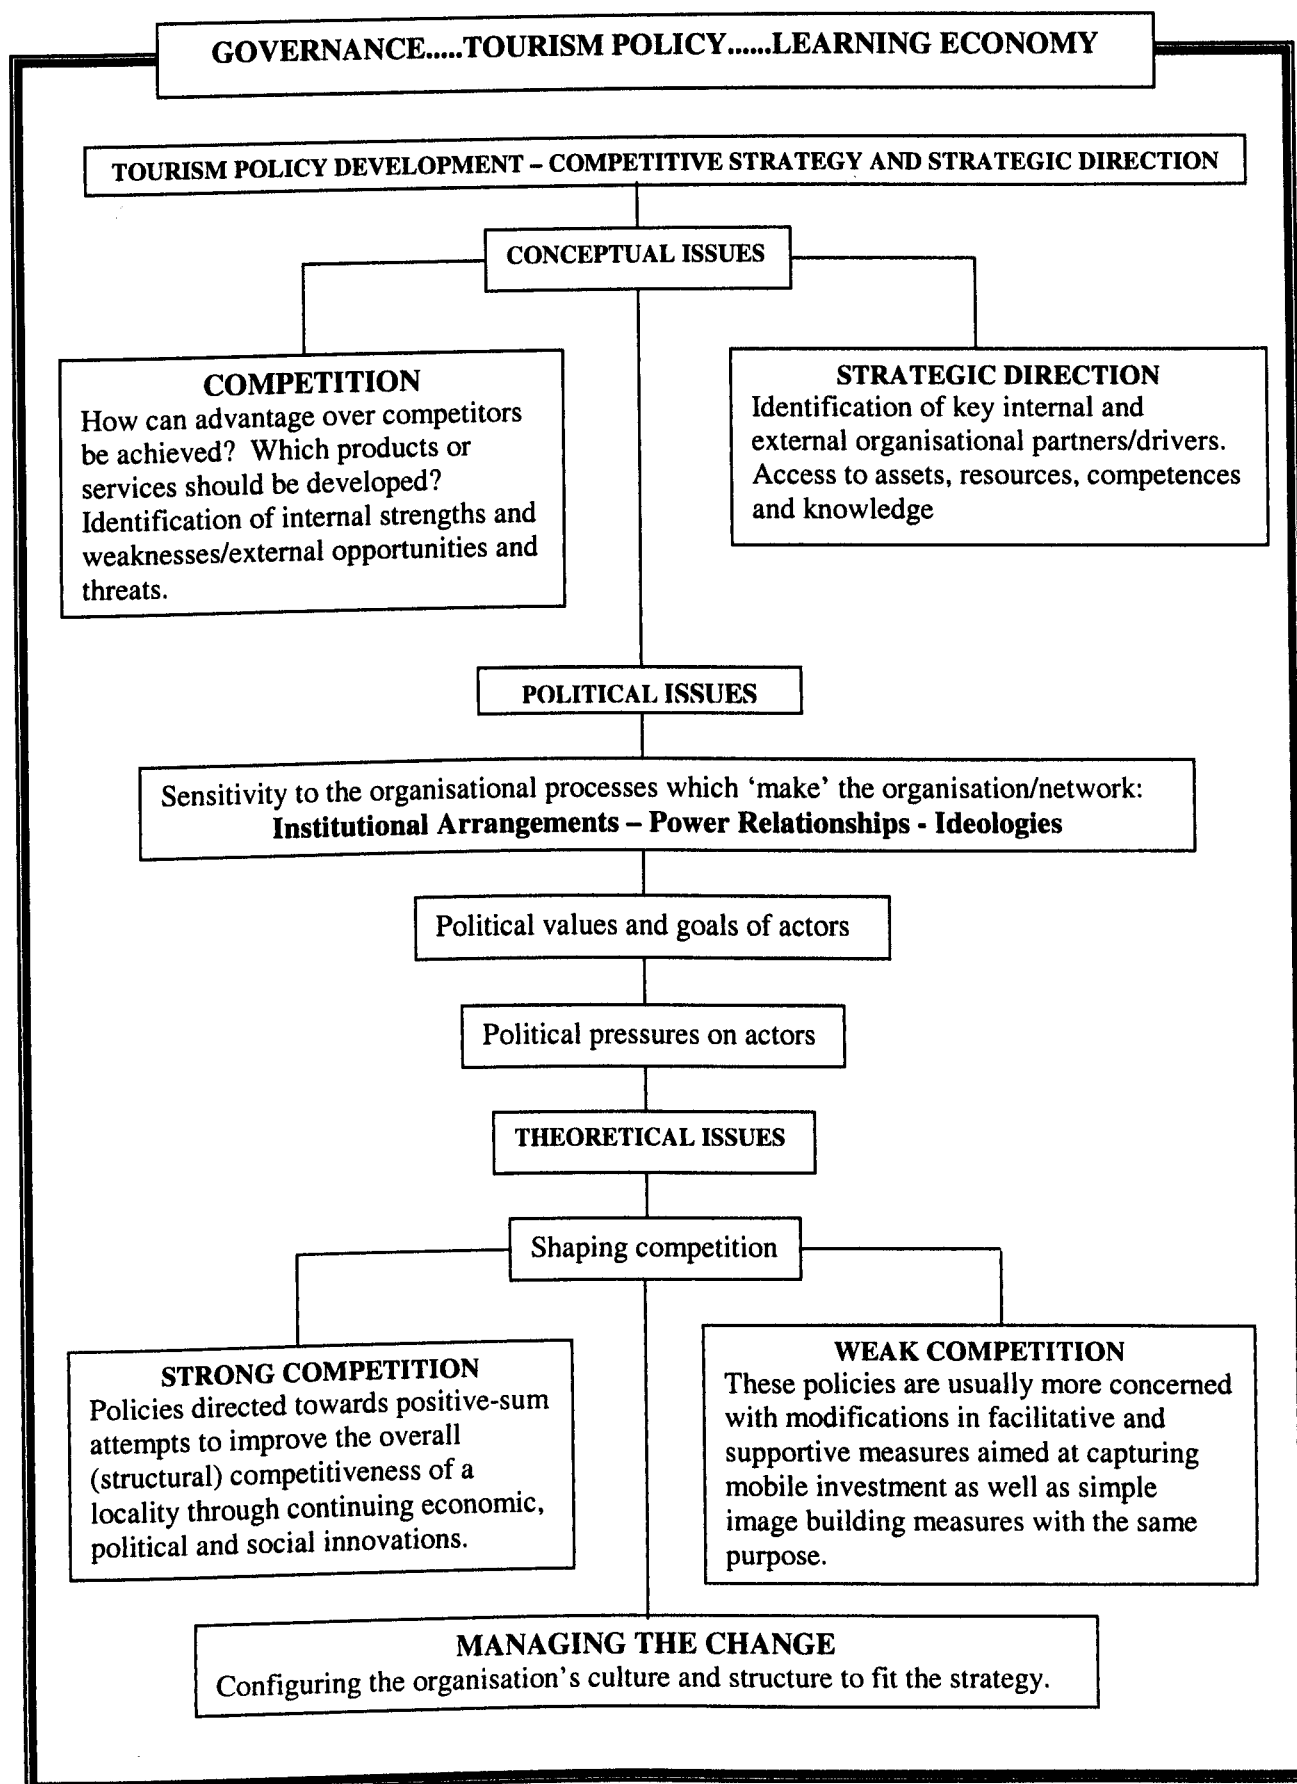 GOVERNANCE.....TOURISM POLICY......LEARNING ECONOMY
TOURISM POLICY DEVELOPMENT – COMPETITIVE STRATEGY AND STRATEGIC DIRECTION
CONCEPTUAL ISSUES
COMPETITION
How can advantage over competitors
be achieved? Which products or
services should be developed?
Identification of internal strengths and
weaknesses/external opportunities and
threats.
STRATEGIC DIRECTION
Identification of key internal and
external organisational partners/drivers.
Access to assets, resources, competences
and knowledge
POLITICAL ISSUES
Sensitivity to the organisational processes which ‘make’ the organisation/network:
Institutional Arrangements – Power Relationships - Ideologies
Political values and goals of actors
Political pressures on actors
THEORETICAL ISSUES
Shaping competition
STRONG COMPETITION
Policies directed towards positive-sum
attempts to improve the overall
(structural) competitiveness of a
locality through continuing economic,
political and social innovations.
WEAK COMPETITION
These policies are usually more concerned
with modifications in facilitative and
supportive measures aimed at capturing
mobile investment as well as simple
image building measures with the same
purpose.
MANAGING THE CHANGE
Configuring the organisation’s culture and structure to fit the strategy.